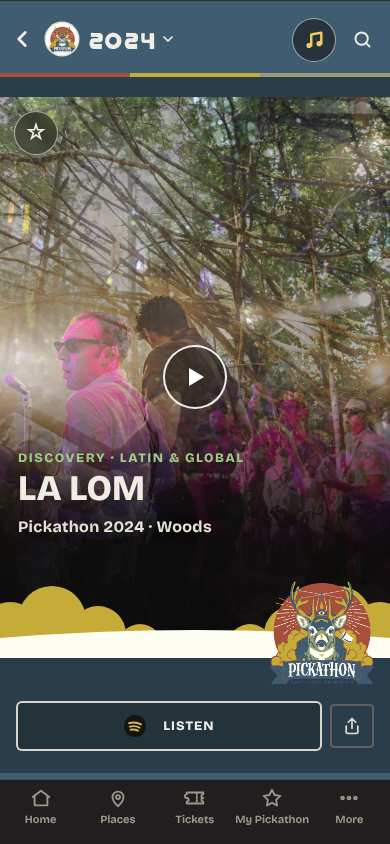 2024
DISCOVERY · LATIN & GLOBAL
LA LOM
Pickathon 2024 · Woods
PICKATHON
LISTEN
Home
Places
Tickets
My Pickathon
More